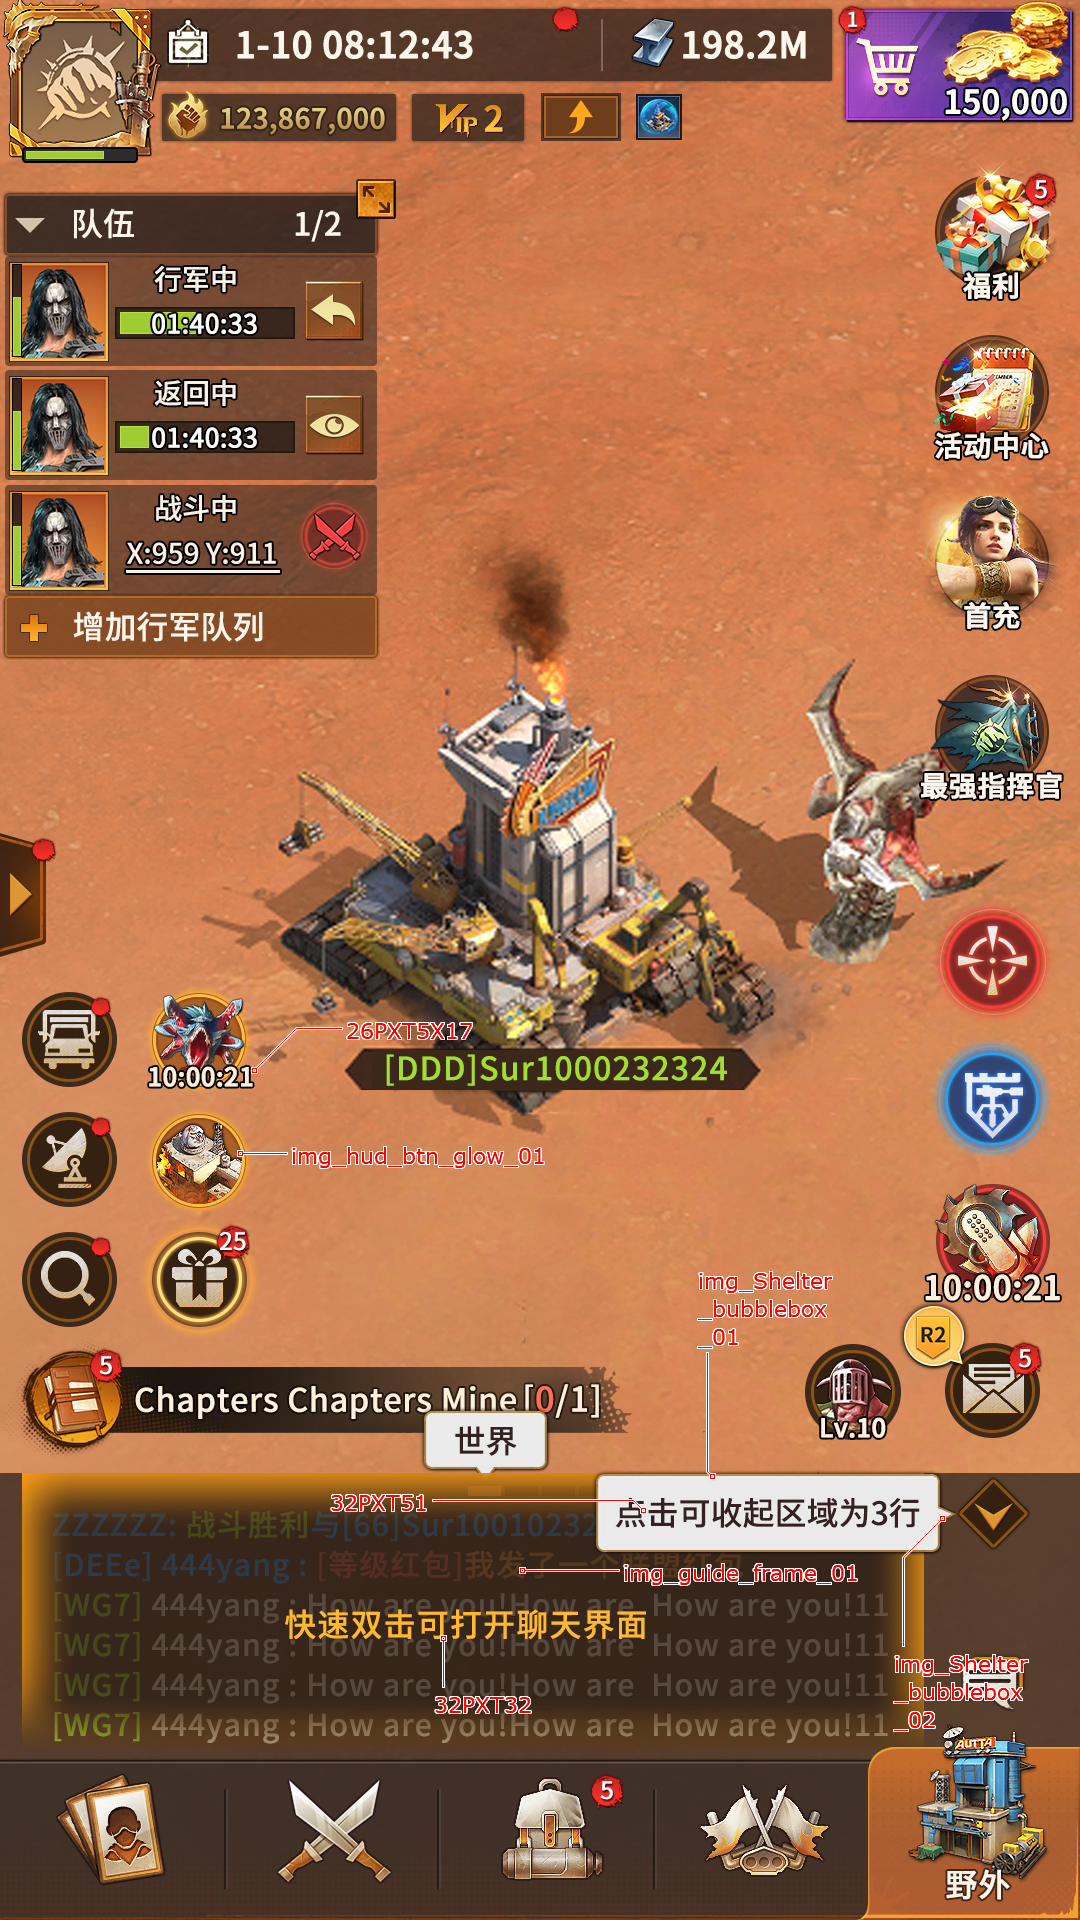 1-10 08:12:43
198.2M
1
150,000
123,867,000
VIP 2
队伍
1/2
5
福利
行军中
01:40:33
返回中
01:40:33
活动中心
战斗中
X:959 Y:911
首充
增加行军队列
最强指挥官
KINGDOM
26PXT5X17
10:00:21
[DDD]Sur1000232324
img_hud_btn_glow_01
25
img_Shelter
_bubblebox
_01
10:00:21
R2
5
5
Chapters Chapters Mine[0/1]
Lv.10
世界
32PXT51
点击可收起区域为3行
ZZZZZZ: 战斗胜利与[66]Sur10010232
[DEEe] 444yang : [等级红包]我发了一个联盟红包
img_guide_frame_01
[WG7] 444yang : How are you!How are How are you!11
快速双击可打开聊天界面
[WG7] 444yang : How are you!How are How are you!11
[WG7] 444yang : How are you!How are How are you!11
32PXT32
[WG7] 444yang : How are you!How are How are you!11
img_Shelter
_bubblebox
_02
AUTTA
5
野外